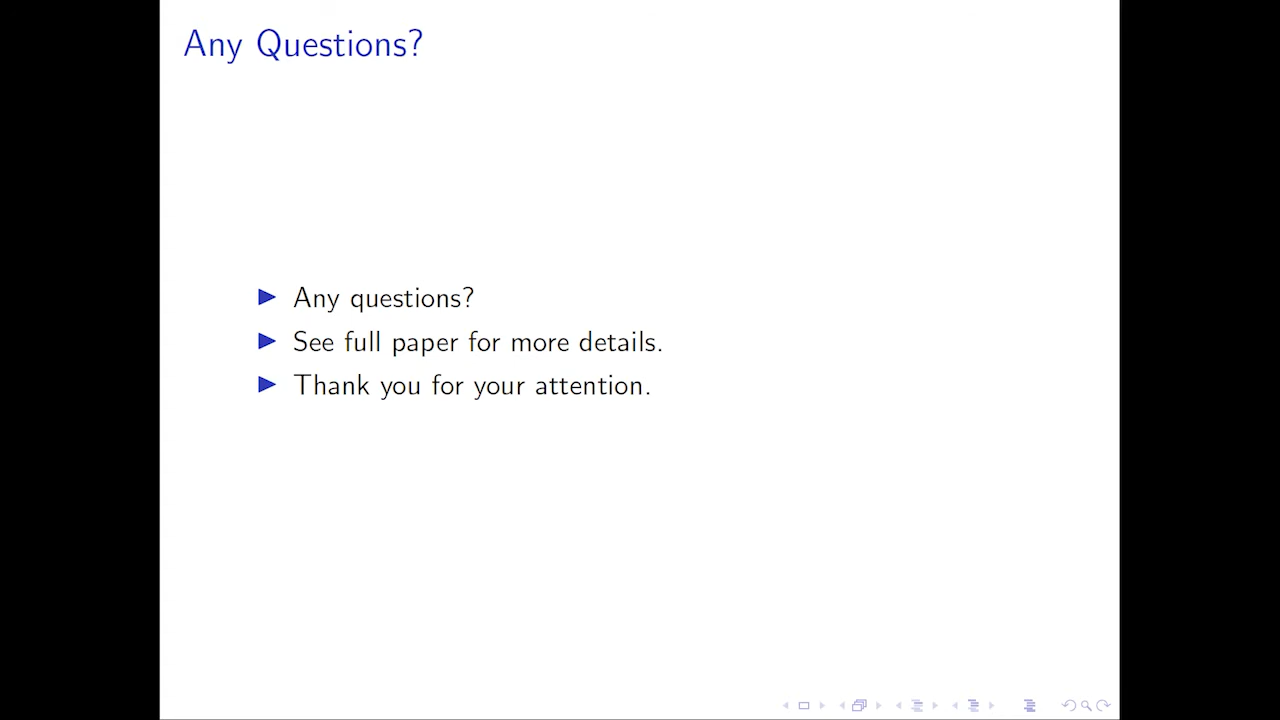 Any Questions?
Any questions?
See full paper for more details.
Thank you for your attention.